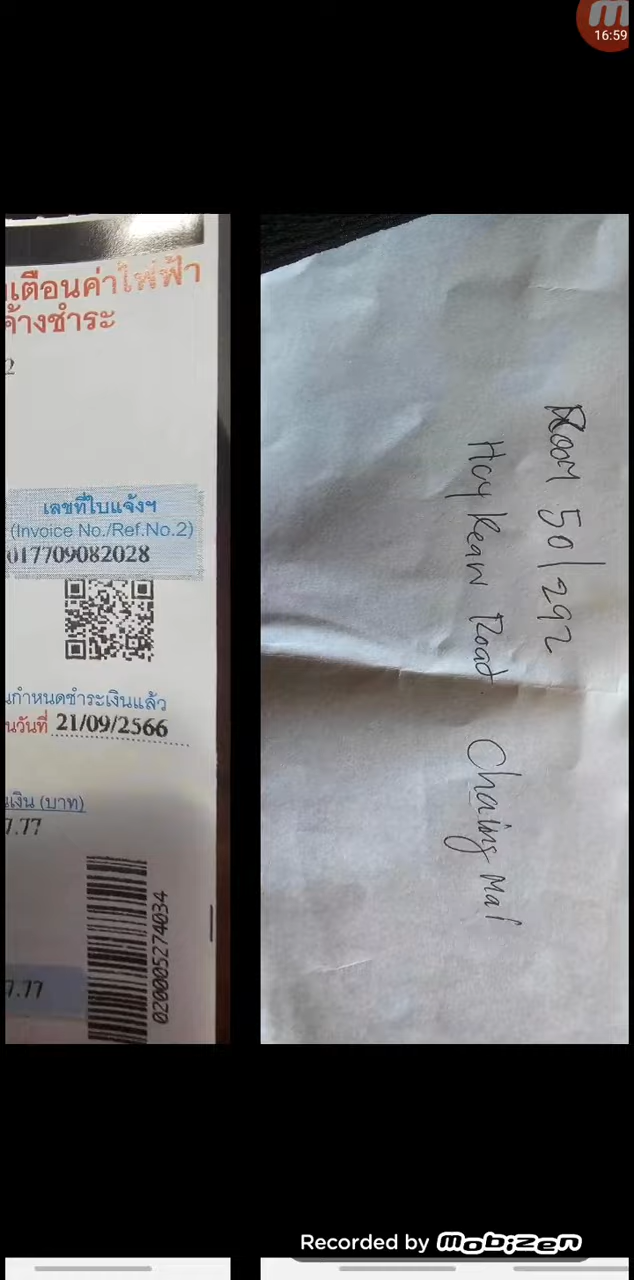 16:59
เตือนค่าไฟฟ้า
ค้างชำระ
2
เลขที่ใบแจ้งฯ
(Invoice No./Ref.No.2)
017709082028
กำหนดชำระเงินแล้ว
วันที่ 21/09/2566
เงิน (บาท)
7.77
7.77
020005274034
Room 50/292
Hoy Keaw Road Chaing Mai
Recorded by mobizen